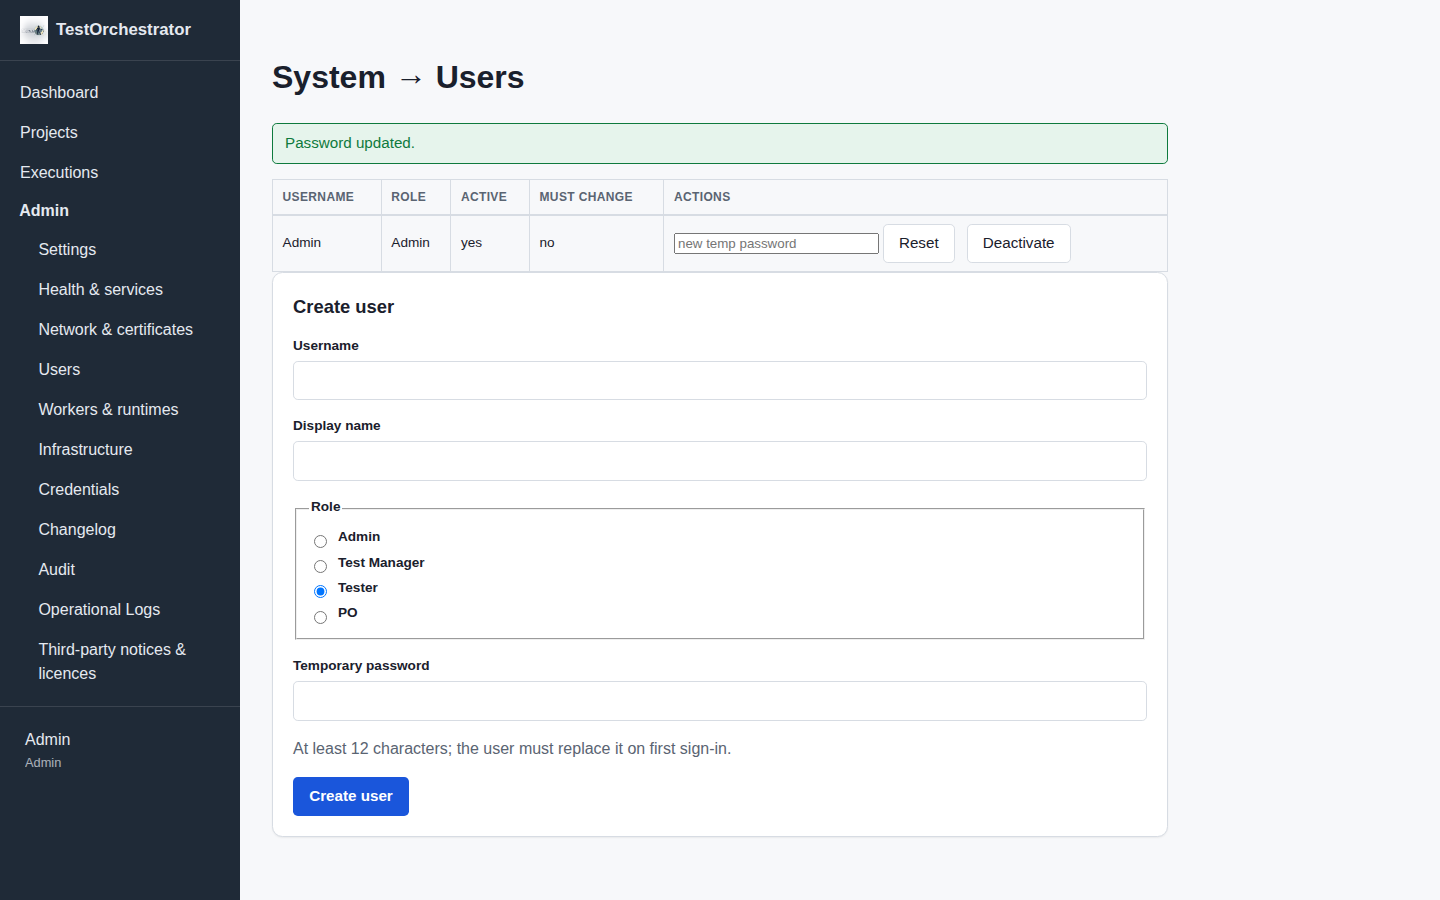 TestOrchestrator
Dashboard
Projects
Executions
Admin
Settings
Health & services
Network & certificates
Users
Workers & runtimes
Infrastructure
Credentials
Changelog
Audit
Operational Logs
Third-party notices &
licences
Admin
Admin
System → Users
Password updated.
USERNAME ROLE ACTIVE MUST CHANGE ACTIONS
Admin Admin yes no new temp password Reset Deactivate
Create user
Username
Display name
Role
Admin
Test Manager
Tester
PO
Temporary password
At least 12 characters; the user must replace it on first sign-in.
Create user